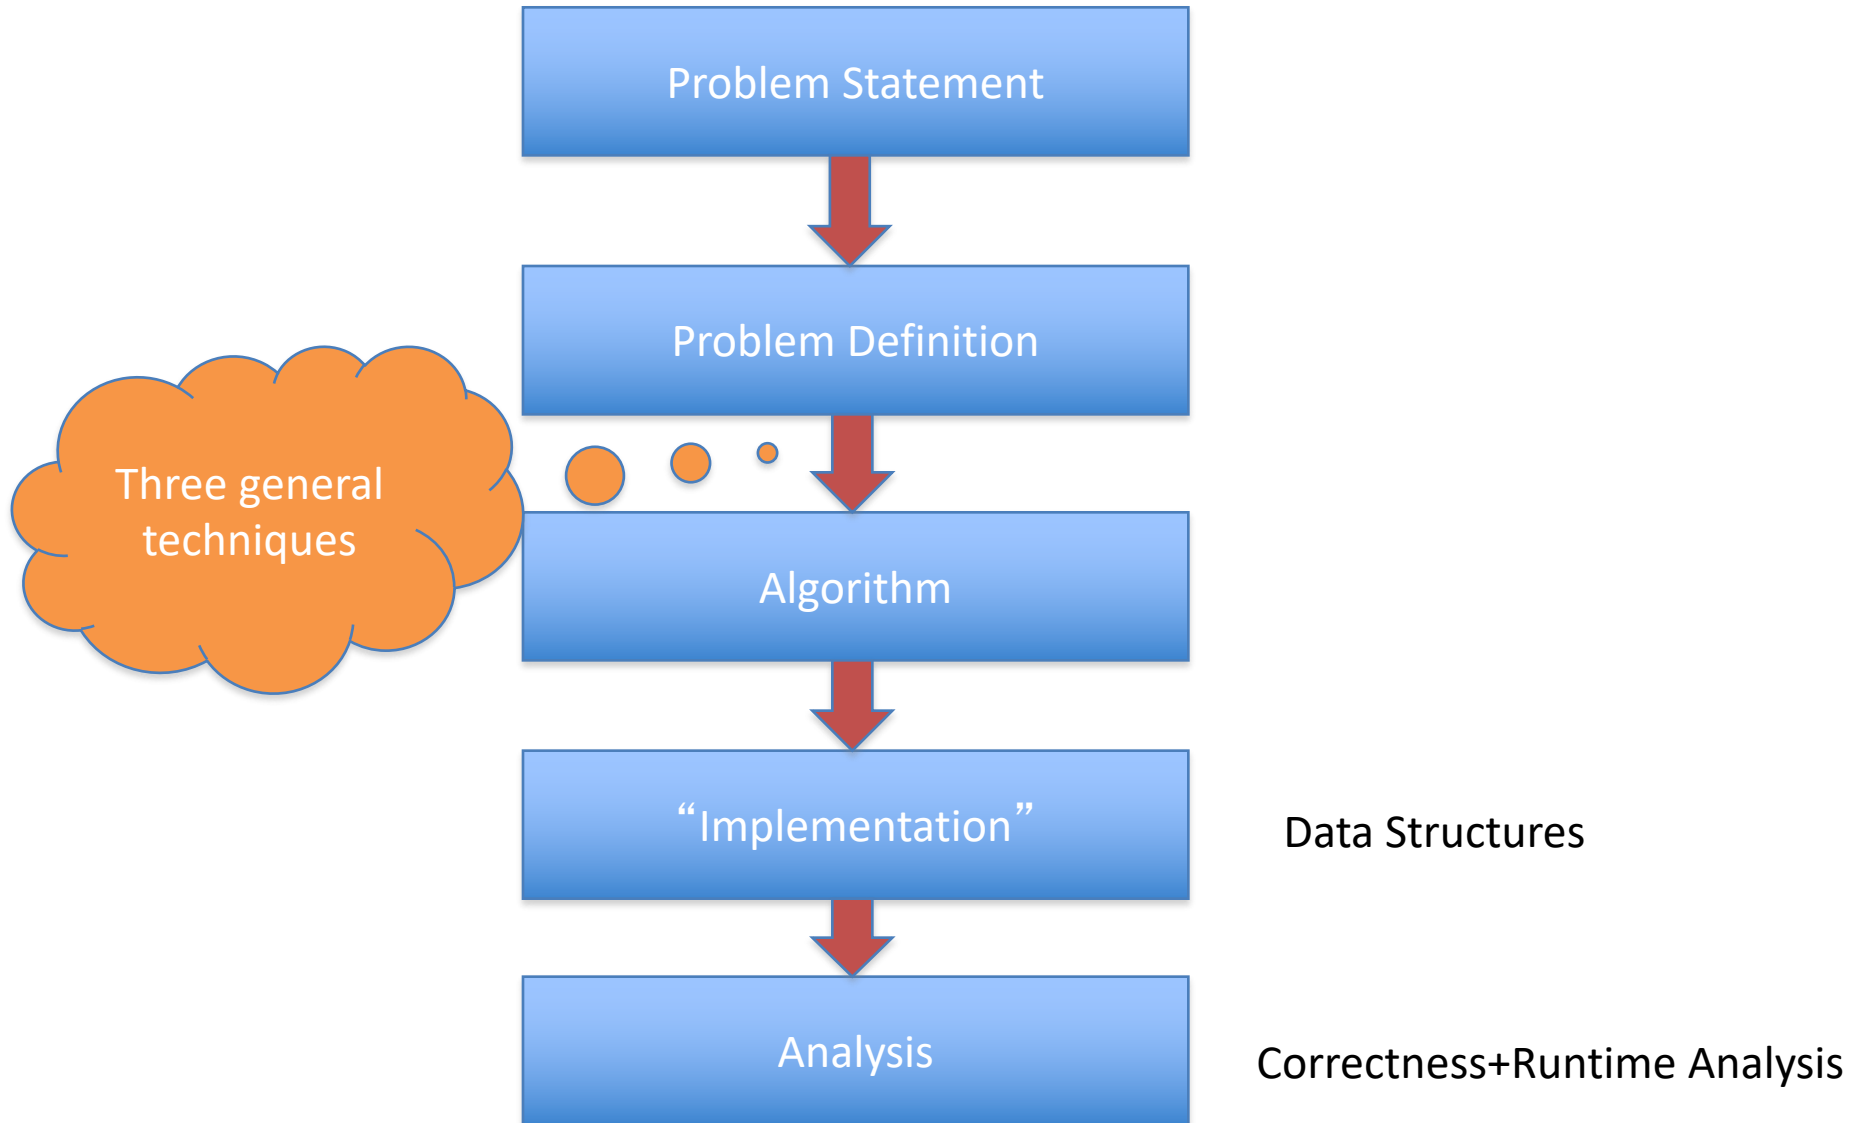 Problem Statement
Problem Definition
Three general
techniques
Algorithm
“Implementation”
Data Structures
Analysis
Correctness+Runtime Analysis